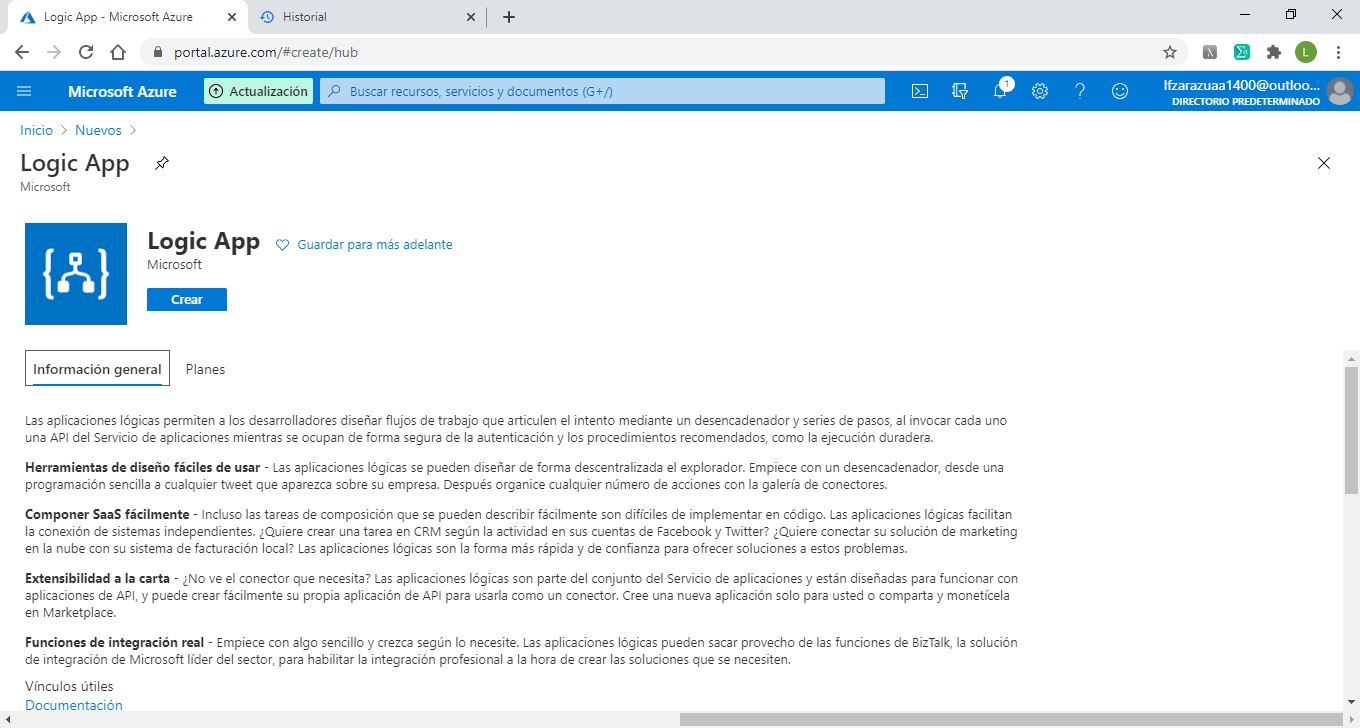 Logic App - Microsoft Azure
Historial
portal.azure.com/#create/hub
L
Microsoft Azure
Actualización
Buscar recursos, servicios y documentos (G+/)
1
lfzarazuaa1400@outloo...
DIRECTORIO PREDETERMINADO
Inicio > Nuevos >
Logic App
Microsoft
Logic App
Guardar para más adelante
Microsoft
Crear
Información general
Planes
Las aplicaciones lógicas permiten a los desarrolladores diseñar flujos de trabajo que articulen el intento mediante un desencadenador y series de pasos, al invocar cada uno
una API del Servicio de aplicaciones mientras se ocupan de forma segura de la autenticación y los procedimientos recomendados, como la ejecución duradera.
Herramientas de diseño fáciles de usar - Las aplicaciones lógicas se pueden diseñar de forma descentralizada el explorador. Empiece con un desencadenador, desde una
programación sencilla a cualquier tweet que aparezca sobre su empresa. Después organice cualquier número de acciones con la galería de conectores.
Componer SaaS fácilmente - Incluso las tareas de composición que se pueden describir fácilmente son difíciles de implementar en código. Las aplicaciones lógicas facilitan
la conexión de sistemas independientes. ¿Quiere crear una tarea en CRM según la actividad en sus cuentas de Facebook y Twitter? ¿Quiere conectar su solución de marketing
en la nube con su sistema de facturación local? Las aplicaciones lógicas son la forma más rápida y de confianza para ofrecer soluciones a estos problemas.
Extensibilidad a la carta - ¿No ve el conector que necesita? Las aplicaciones lógicas son parte del conjunto del Servicio de aplicaciones y están diseñadas para funcionar con
aplicaciones de API, y puede crear fácilmente su propia aplicación de API para usarla como un conector. Cree una nueva aplicación solo para usted o comparta y monetícela
en Marketplace.
Funciones de integración real - Empiece con algo sencillo y crezca según lo necesite. Las aplicaciones lógicas pueden sacar provecho de las funciones de BizTalk, la solución
de integración de Microsoft líder del sector, para habilitar la integración profesional a la hora de crear las soluciones que se necesiten.
Vínculos útiles
Documentación